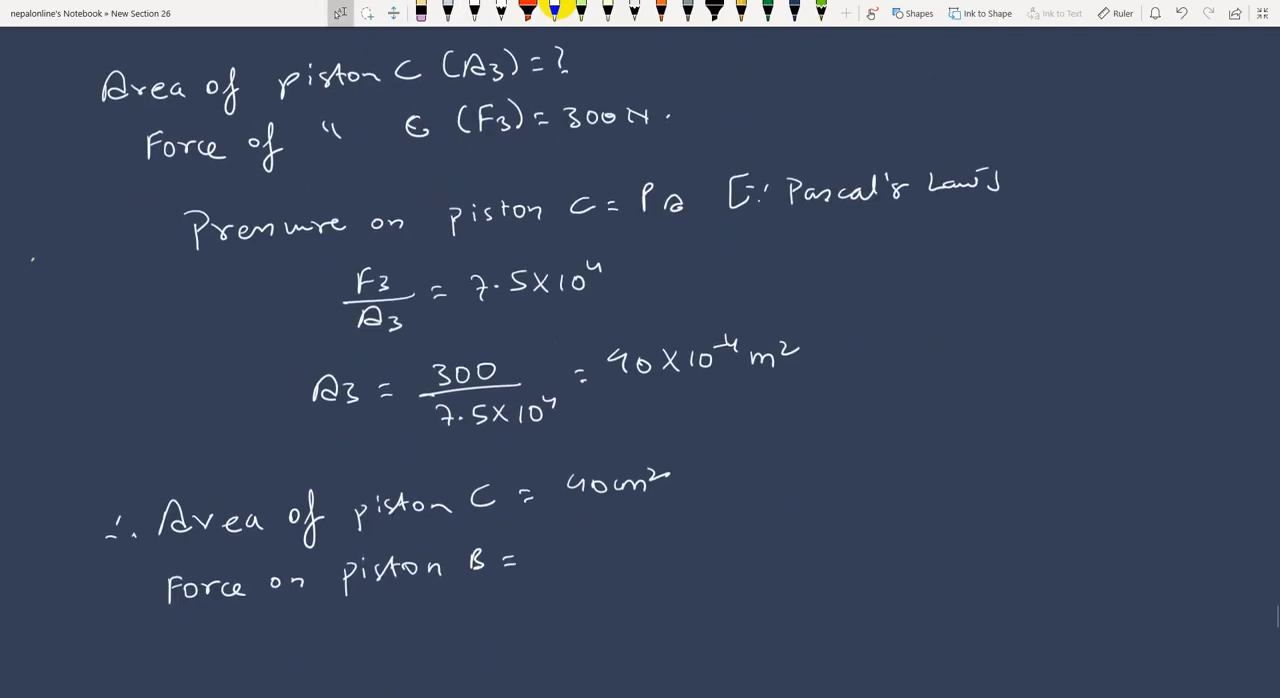 nepalonline's Notebook » New Section 26
Shapes Ink to Shape Ink to Text Ruler
Area of piston C (A3) = ?
Force of " C (F3) = 300 N.
Pressure on piston C = PA [∵ Pascal's Law]
F3/A3 = 7.5 × 10⁴
A3 = 300/7.5 × 10⁴ = 40 × 10⁻⁴ m²
∴ Area of piston C = 40 cm²
Force on piston B =